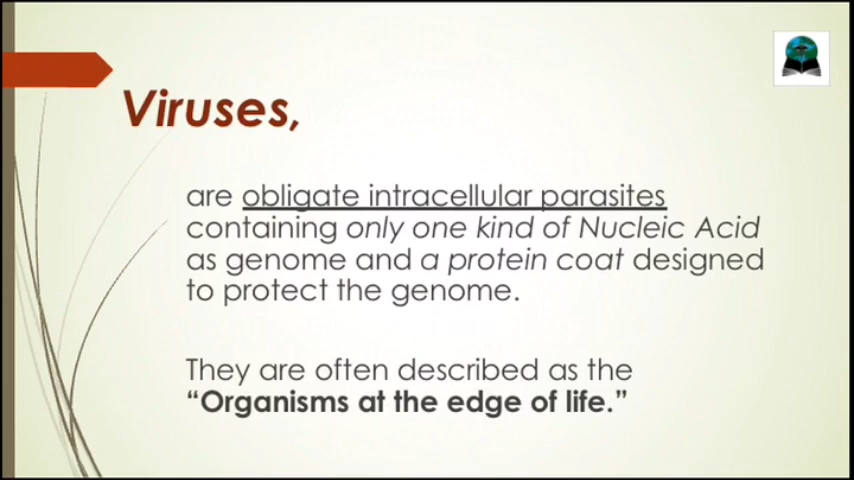 Viruses,
are obligate intracellular parasites
containing only one kind of Nucleic Acid
as genome and a protein coat designed
to protect the genome.
They are often described as the
“Organisms at the edge of life.”